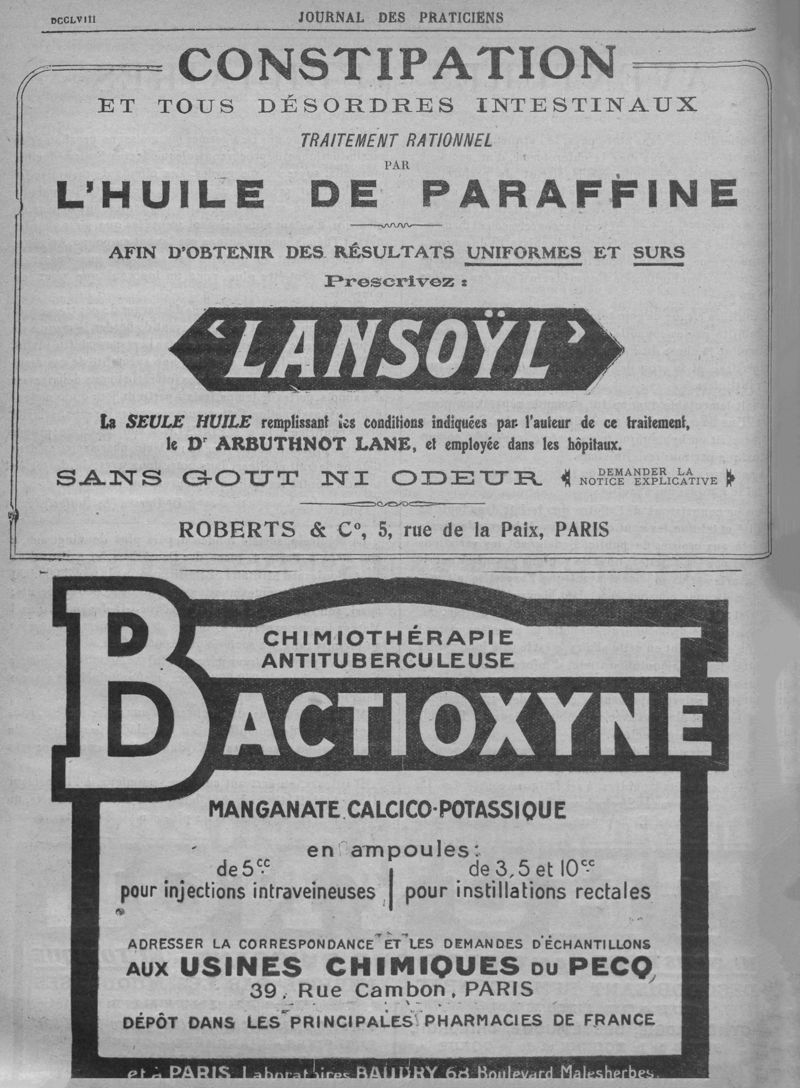 DCCLVIII
JOURNAL DES PRATICIENS
CONSTIPATION
ET TOUS DÉSORDRES INTESTINAUX
TRAITEMENT RATIONNEL
PAR
L'HUILE DE PARAFFINE
AFIN D'OBTENIR DES RÉSULTATS UNIFORMES ET SURS
Prescrivez :
‹ LANSOŸL ›
La SEULE HUILE remplissant les conditions indiquées par l'auteur de ce traitement,
le Dr ARBUTHNOT LANE, et employée dans les hôpitaux.
SANS GOUT NI ODEUR
DEMANDER LA
NOTICE EXPLICATIVE
ROBERTS & Co, 5, rue de la Paix, PARIS
CHIMIOTHÉRAPIE
ANTITUBERCULEUSE
BACTIOXYNE
MANGANATE CALCICO-POTASSIQUE
en ampoules:
de 5cc
pour injections intraveineuses
de 3, 5 et 10cc
pour instillations rectales
ADRESSER LA CORRESPONDANCE ET LES DEMANDES D'ÉCHANTILLONS
AUX USINES CHIMIQUES DU PECQ,
39, Rue Cambon, PARIS
DÉPÔT DANS LES PRINCIPALES PHARMACIES DE FRANCE
et à PARIS Laboratoires BAUDRY 68 Boulevard Malesherbes.